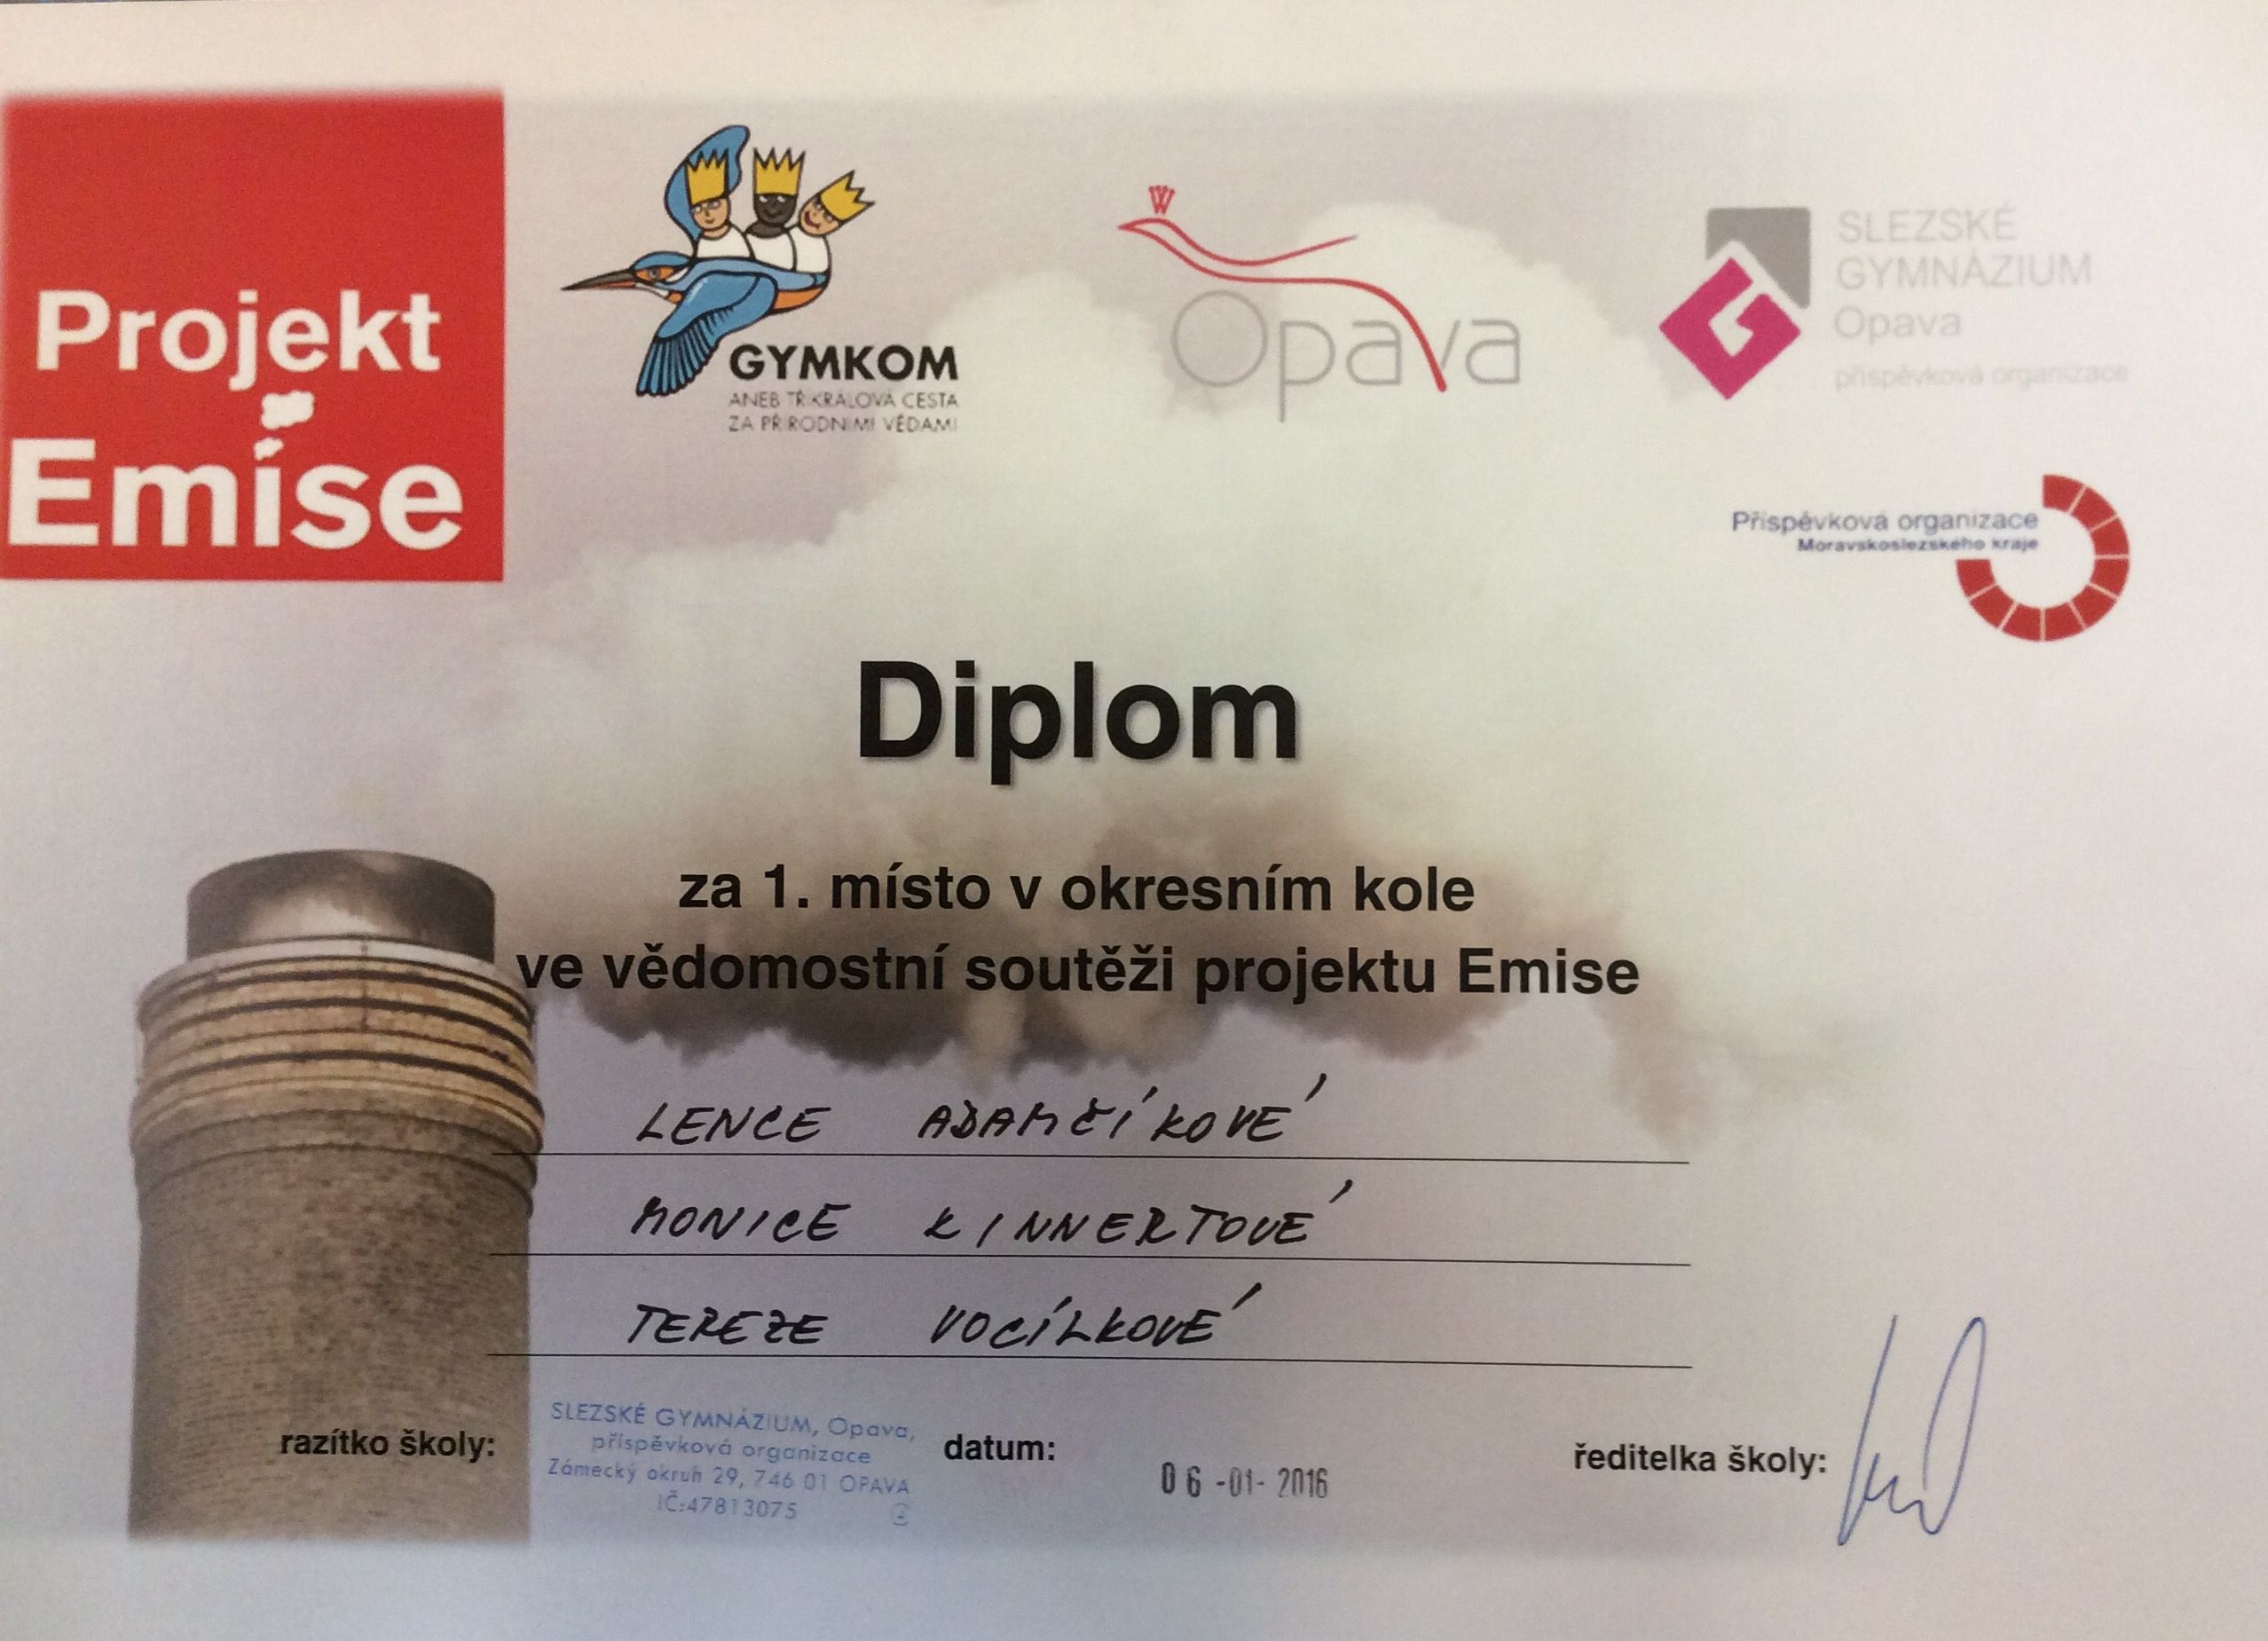 Projekt
Emise
GYMKOM
ANEB TŘÍKRÁLOVÁ CESTA
ZA PŘÍRODNÍMI VĚDAMI
Opava
SLEZSKÉ
GYMNÁZIUM
Opava
příspěvková organizace
Příspěvková organizace
Moravskoslezského kraje
Diplom
za 1. místo v okresním kole
ve vědomostní soutěži projektu Emise
LENCE ADAMČÍKOVÉ
MONICE KINNERTOVÉ
TEREZE VOCÍLKOVÉ
razítko školy:
SLEZSKÉ GYMNÁZIUM, Opava,
příspěvková organizace
Zámecký okruh 29, 746 01 OPAVA
IČ:47813075 2
datum:
06-01-2016
ředitelka školy: